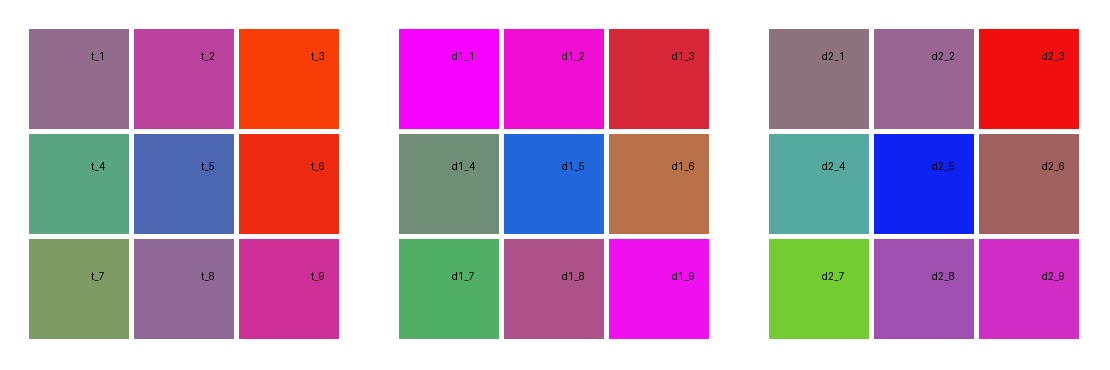 t_1 t_2 t_3 d1_1 d1_2 d1_3 d2_1 d2_2 d2_3
t_4 t_5 t_6 d1_4 d1_5 d1_6 d2_4 d2_5 d2_6
t_7 t_8 t_9 d1_7 d1_8 d1_9 d2_7 d2_8 d2_9